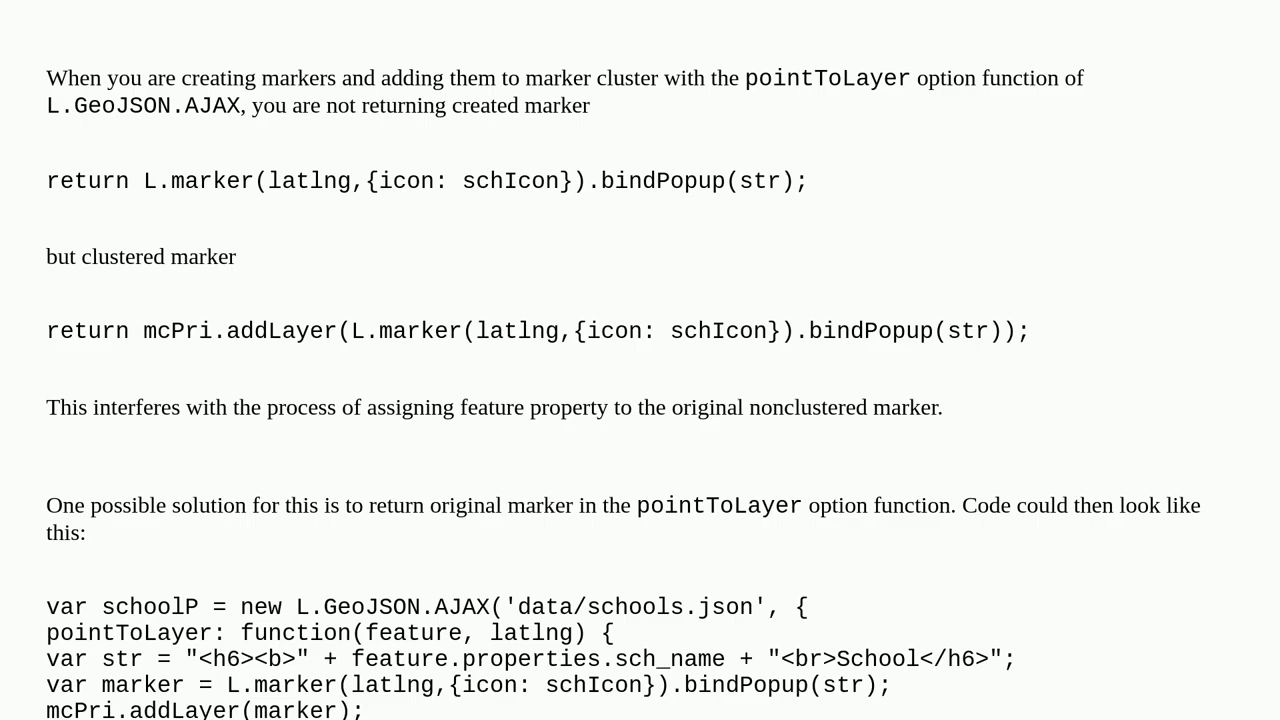 When you are creating markers and adding them to marker cluster with the pointToLayer option function of
L.GeoJSON.AJAX, you are not returning created marker
return L.marker(latlng,{icon: schIcon}).bindPopup(str);
but clustered marker
return mcPri.addLayer(L.marker(latlng,{icon: schIcon}).bindPopup(str));
This interferes with the process of assigning feature property to the original nonclustered marker.
One possible solution for this is to return original marker in the pointToLayer option function. Code could then look like
this:
var schoolP = new L.GeoJSON.AJAX('data/schools.json', {
pointToLayer: function(feature, latlng) {
var str = "<h6><b>" + feature.properties.sch_name + "<br>School</h6>";
var marker = L.marker(latlng,{icon: schIcon}).bindPopup(str);
mcPri.addLayer(marker);